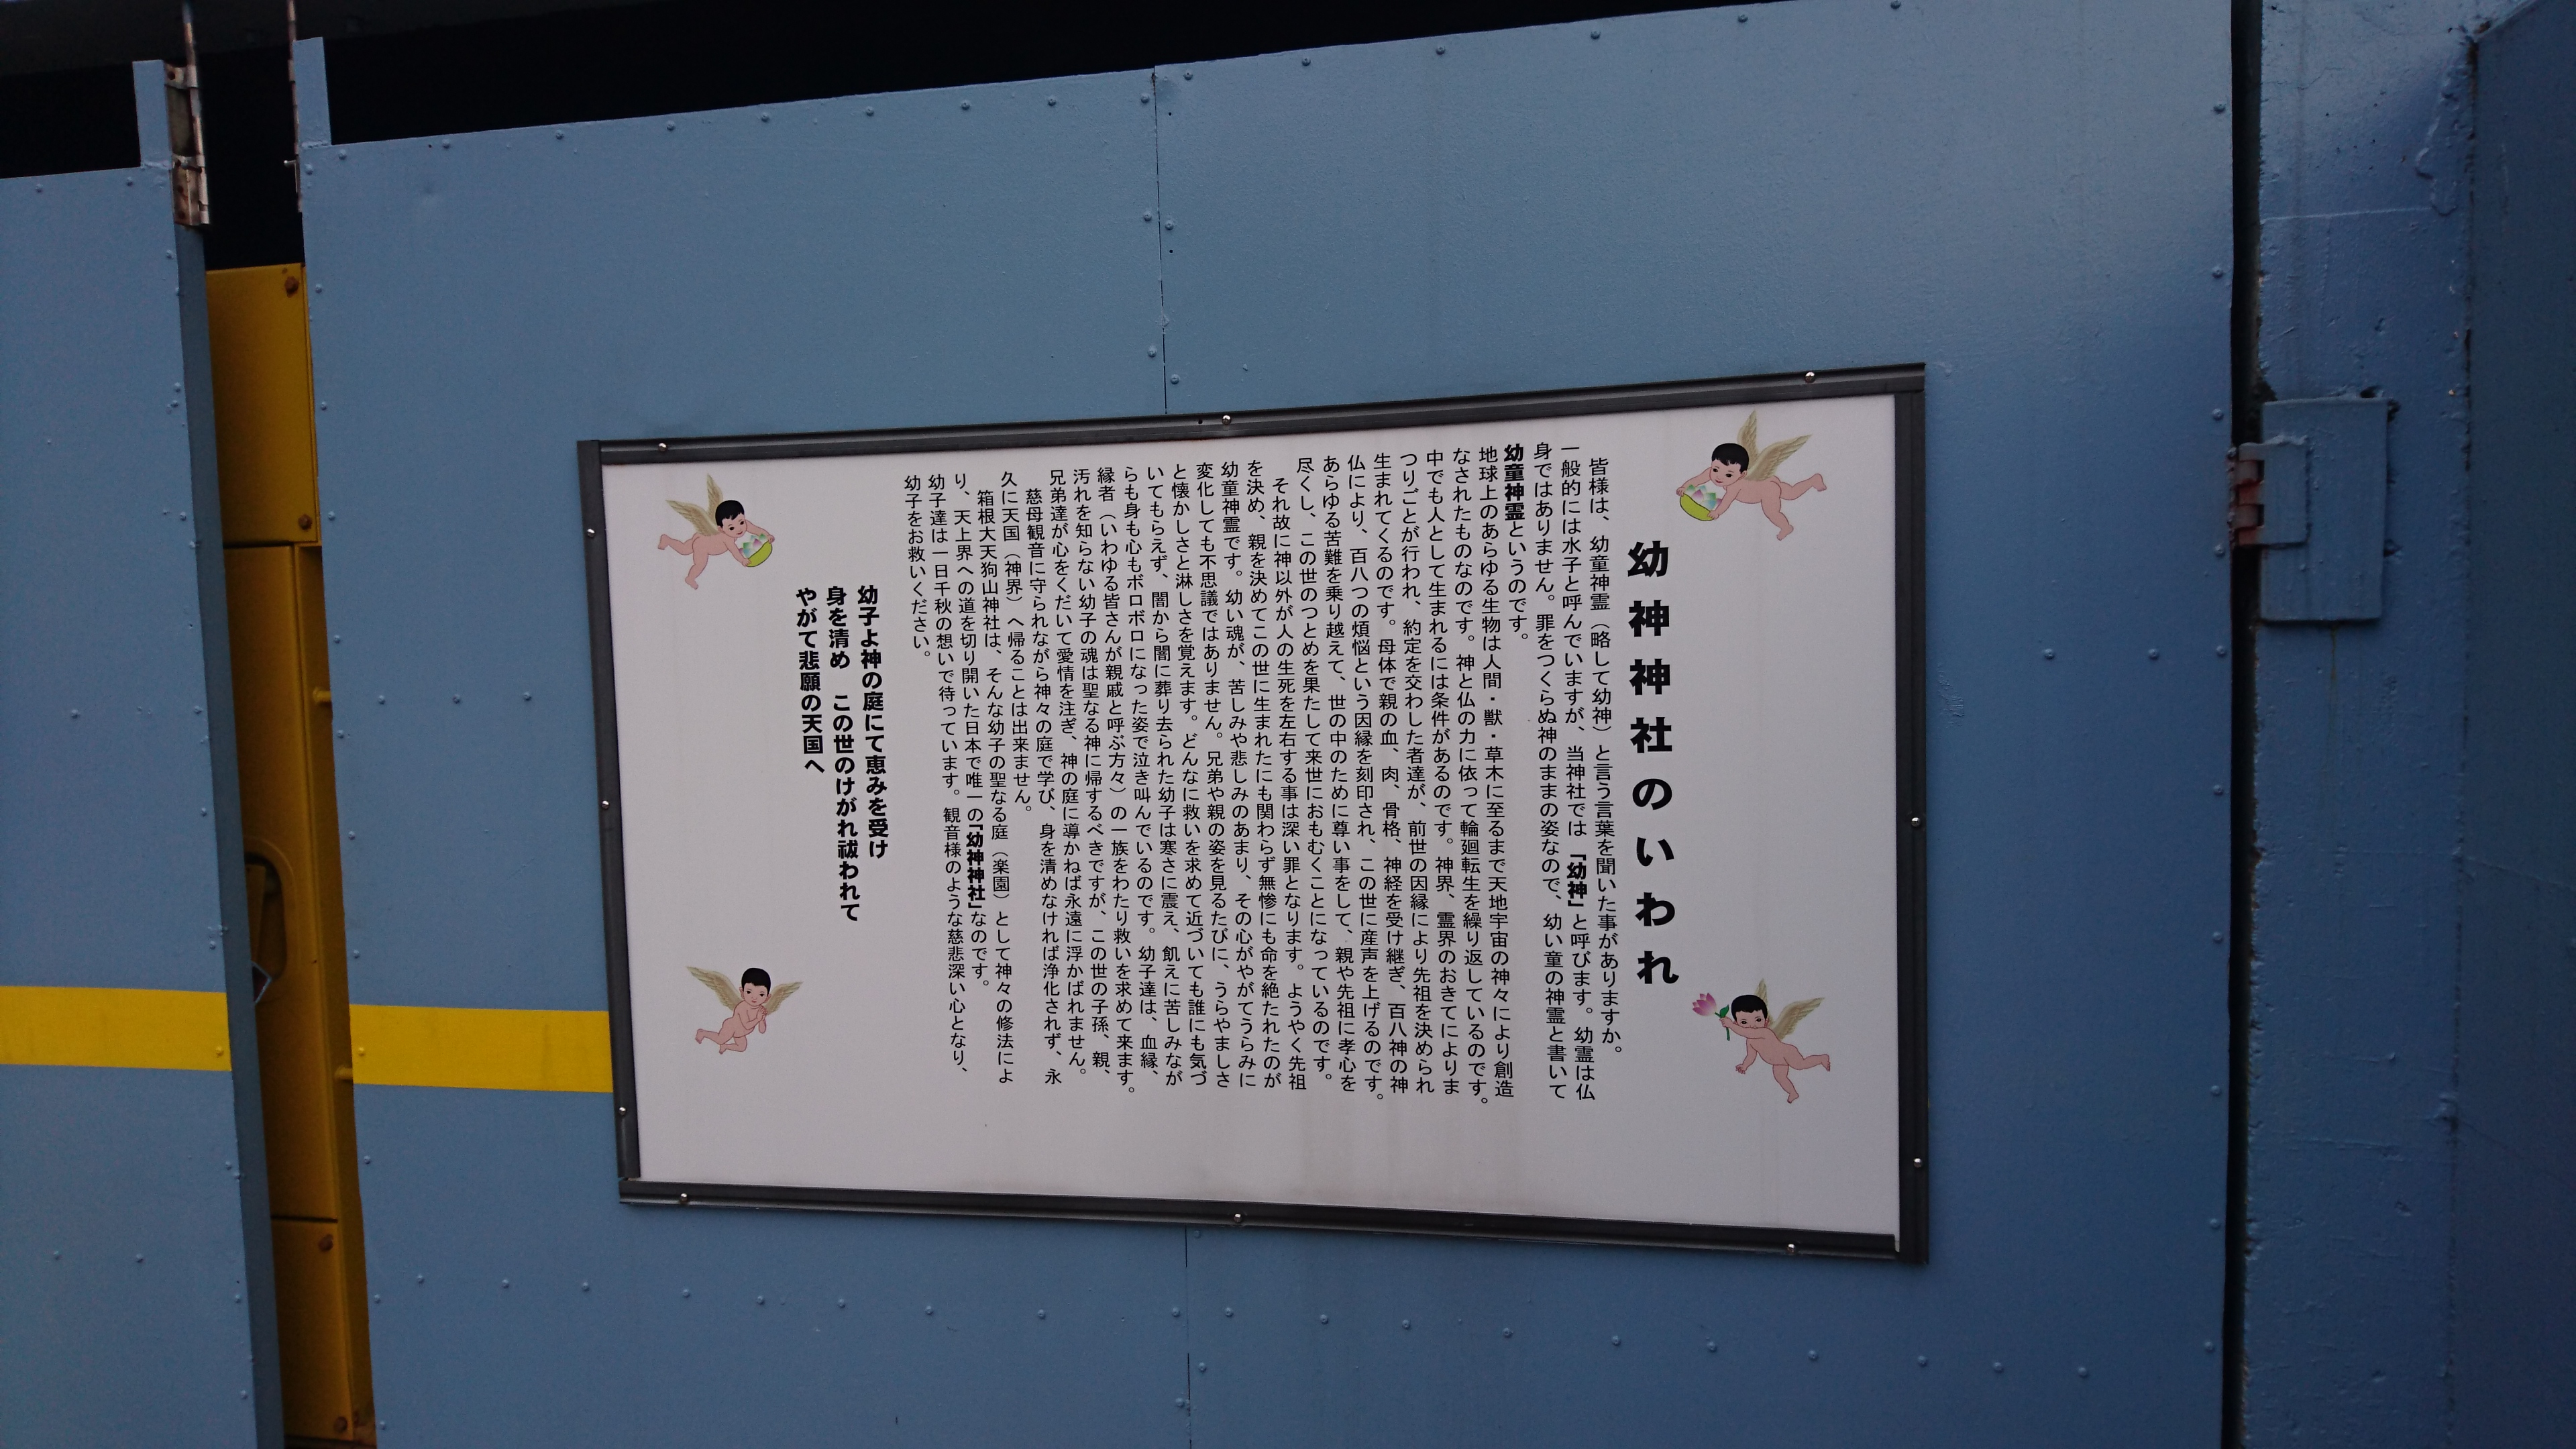 幼神神社のいわれ
皆様は、幼童神霊（略して幼神）と言う言葉を聞いた事がありますか。
一般的には水子と呼んでいますが、当神社では「幼神」と呼びます。幼霊は仏
身ではありません。罪をつくらぬ神のままの姿なので、幼い童の神霊と書いて
幼童神霊というのです。
地球上のあらゆる生物は人間・獣・草木に至るまで天地宇宙の神々により創造
なされたものなのです。神と仏の力に依って輪廻転生を繰り返しているのです。
中でも人として生まれるには条件があるのです。神界、霊界のおきてによりま
つりごとが行われ、約定を交わした者達が、前世の因縁により先祖を決められ
生まれてくるのです。母体で親の血、肉、骨格、神経を受け継ぎ、百八神の神
仏により、百八つの煩悩という因縁を刻印され、この世に産声を上げるのです。
あらゆる苦難を乗り越えて、世の中のために尊い事をして、親や先祖に孝心を
尽くし、この世のつとめを果たして来世におもむくことになっているのです。
それ故に神以外が人の生死を左右する事は深い罪となります。ようやく先祖
を決め、親を決めてこの世に生まれたにも関わらず無惨にも命を絶たれたのが
幼童神霊です。幼い魂が、苦しみや悲しみのあまり、その心がやがてうらみに
変化しても不思議ではありません。兄弟や親の姿を見るたびに、うらやましさ
と懐かしさと淋しさを覚えます。どんなに救いを求めて近づいても誰にも気づ
いてもらえず、闇から闇に葬り去られた幼子は寒さに震え、飢えに苦しみなが
らも身も心もボロボロになった姿で泣き叫んでいるのです。幼子達は、血縁、
縁者（いわゆる皆さんが親戚と呼ぶ方々）の一族をわたり救いを求めて来ます。
汚れを知らない幼子の魂は聖なる神に帰するべきですが、この世の子孫、親、
兄弟達が心をくだいて愛情を注ぎ、神の庭に導かねば永遠に浮かばれません。
慈母観音に守られながら神々の庭で学び、身を清めなければ浄化されず、永
久に天国（神界）へ帰ることは出来ません。
箱根大天狗山神社は、そんな幼子の聖なる庭（楽園）として神々の修法によ
り、天上界への道を切り開いた日本で唯一の「幼神神社」なのです。
幼子達は一日千秋の想いで待っています。観音様のような慈悲深い心となり、
幼子をお救いください。
幼子よ神の庭にて恵みを受け
身を清め　この世のけがれ祓われて
やがて悲願の天国へ